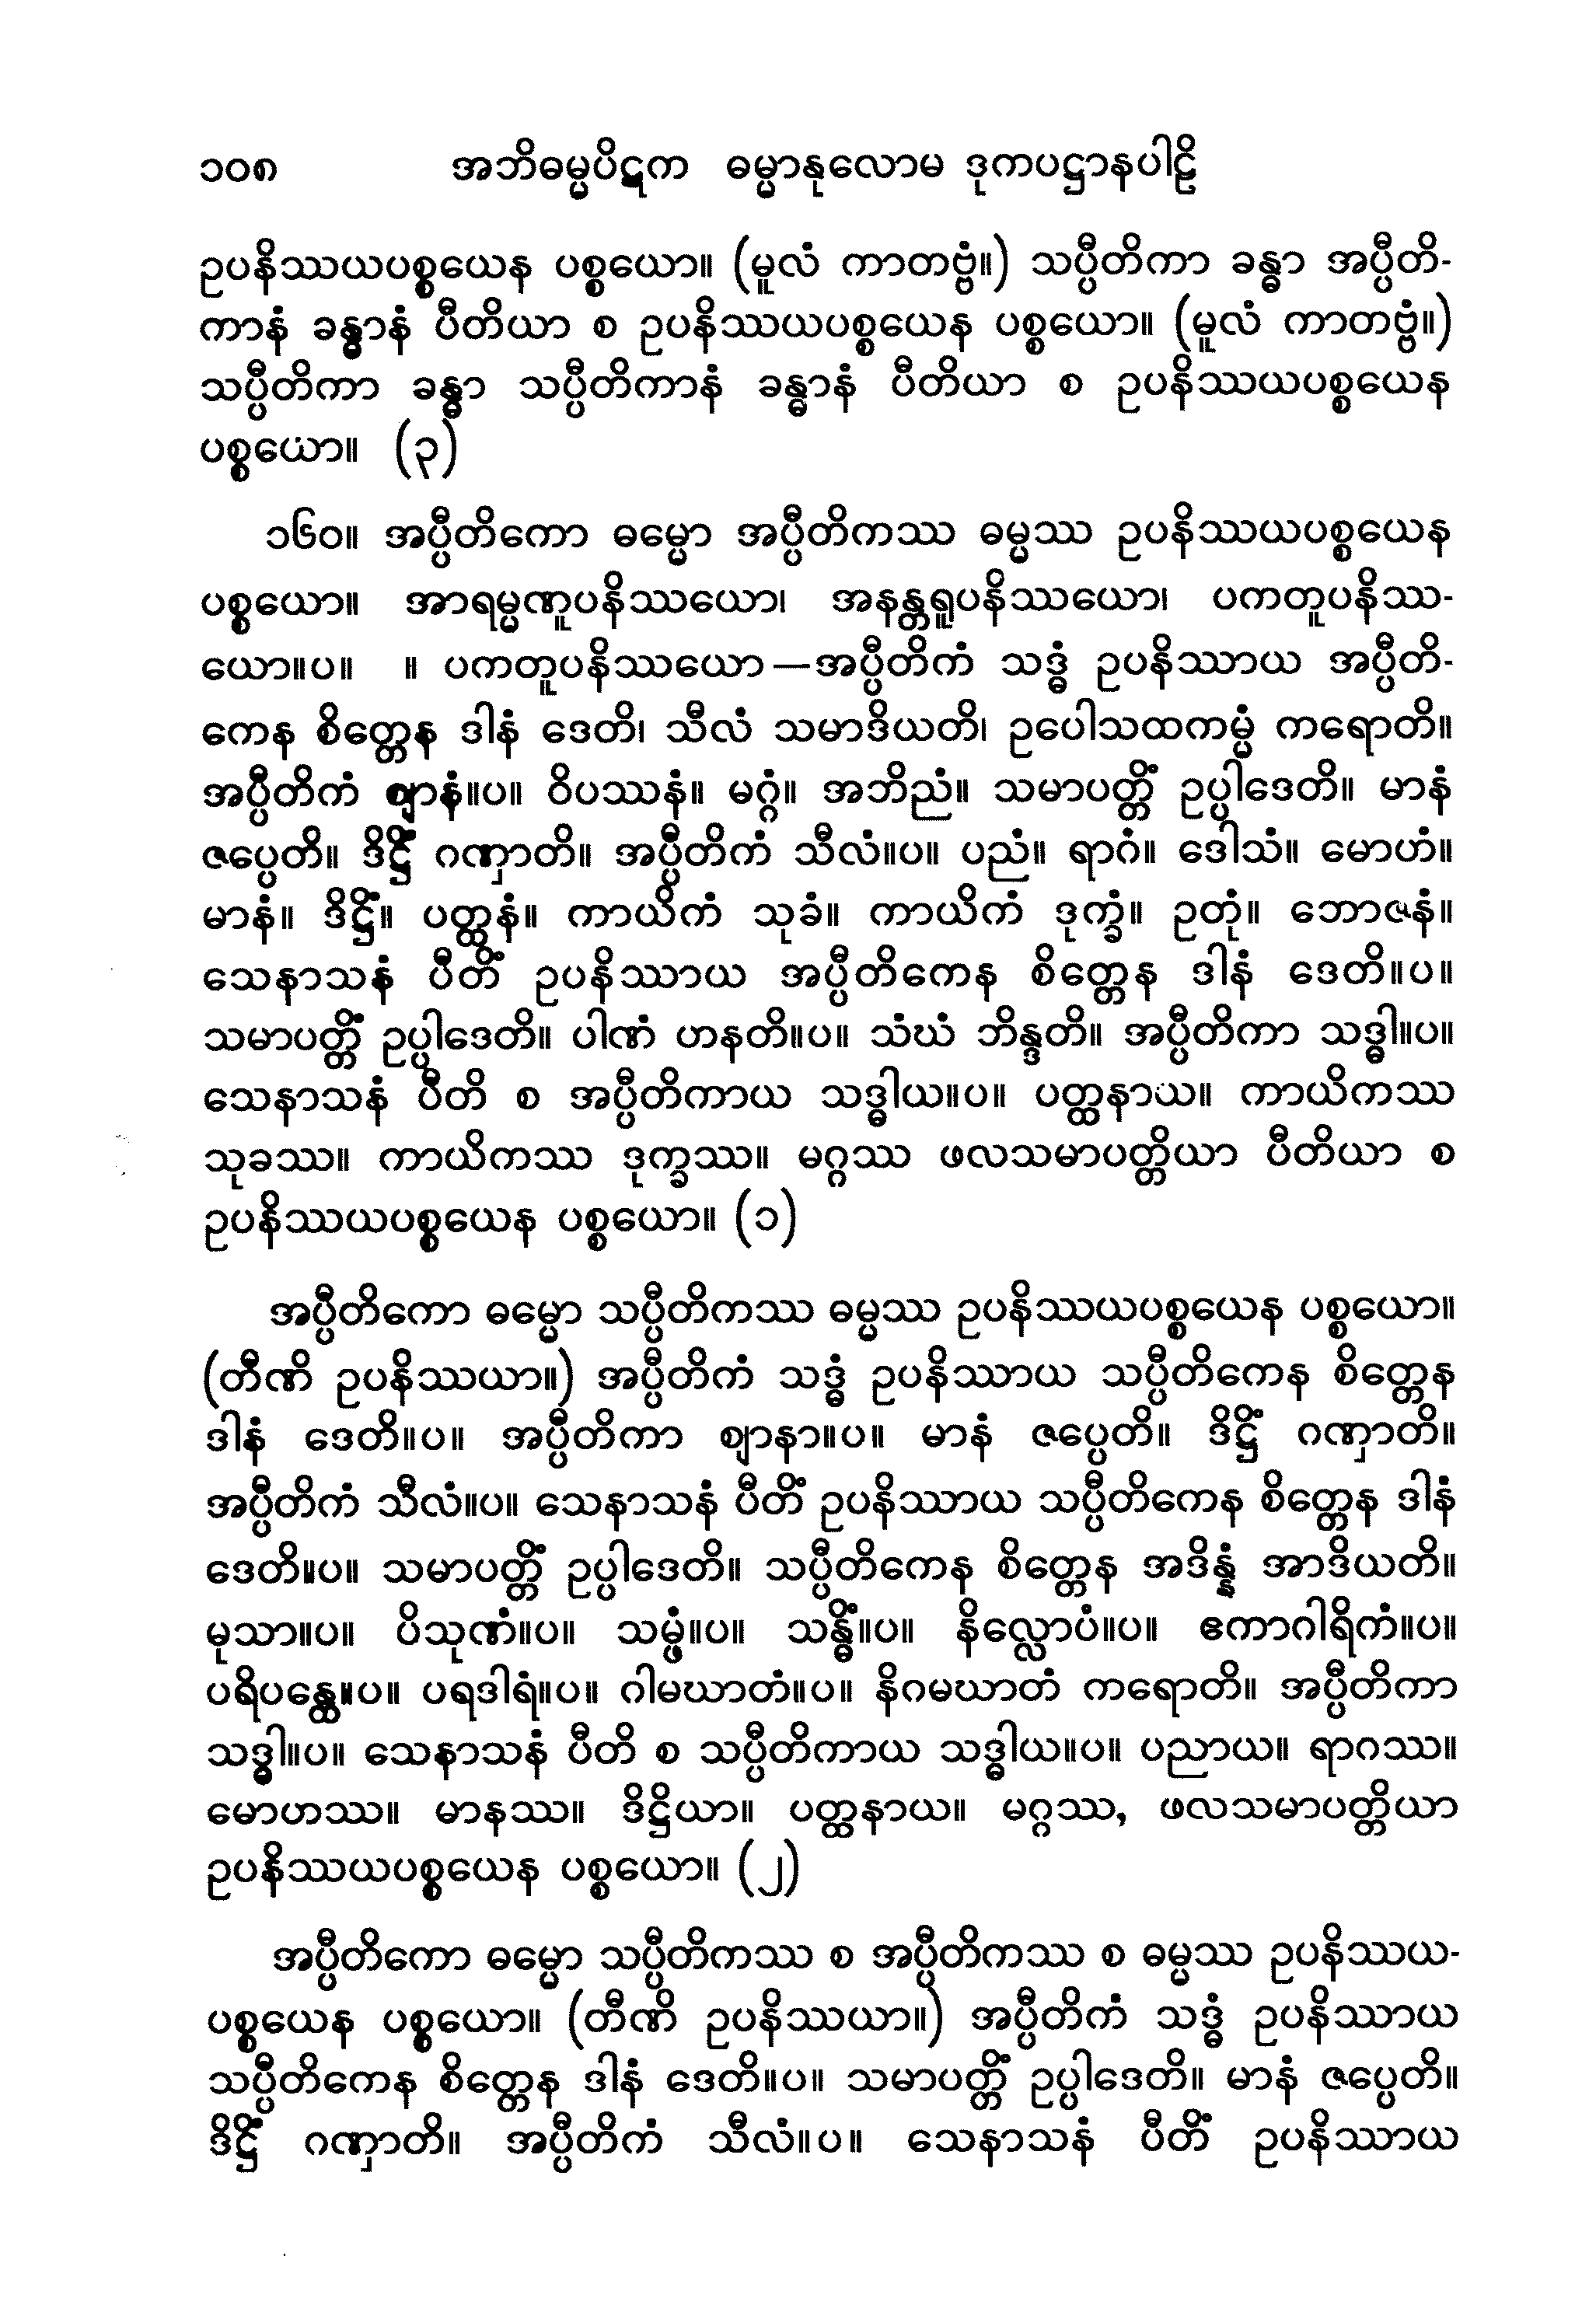 ၁၀၈ အဘိဓမ္မပိဋက ဓမ္မာနုလောမ ဒုကပဋ္ဌာနပါဠိ
ဥပနိဿယပစ္စယေန ပစ္စယော။ (မူလံ ကာတဗ္ဗံ။) သပ္ပီတိကာ ခန္ဓာ အပ္ပီတိ-
ကာနံ ခန္ဓာနံ ပီတိယာ စ ဥပနိဿယပစ္စယေန ပစ္စယော။ (မူလံ ကာတဗ္ဗံ။)
သပ္ပီတိကာ ခန္ဓာ သပ္ပီတိကာနံ ခန္ဓာနံ ပီတိယာ စ ဥပနိဿယပစ္စယေန
ပစ္စယော။ (၃)
၁၆၀။ အပ္ပီတိကော ဓမ္မော အပ္ပီတိကဿ ဓမ္မဿ ဥပနိဿယပစ္စယေန
ပစ္စယော။ အာရမ္မဏူပနိဿယော၊ အနန္တရူပနိဿယော၊ ပကတူပနိဿ-
ယော။ပ။ ။ ပကတူပနိဿယော—အပ္ပီတိကံ သဒ္ဓံ ဥပနိဿာယ အပ္ပီတိ-
ကေန စိတ္တေန ဒါနံ ဒေတိ၊ သီလံ သမာဒိယတိ၊ ဥပေါသထကမ္မံ ကရောတိ။
အပ္ပီတိကံ ဈာနံ။ပ။ ဝိပဿနံ။ မဂ္ဂံ။ အဘိညံ။ သမာပတ္တိံ ဥပ္ပါဒေတိ။ မာနံ
ဇပ္ပေတိ။ ဒိဋ္ဌိံ ဂဏှာတိ။ အပ္ပီတိကံ သီလံ။ပ။ ပညံ။ ရာဂံ။ ဒေါသံ။ မောဟံ။
မာနံ။ ဒိဋ္ဌိံ။ ပတ္ထနံ။ ကာယိကံ သုခံ။ ကာယိကံ ဒုက္ခံ။ ဥတုံ။ ဘောဇနံ။
သေနာသနံ ပီတိံ ဥပနိဿာယ အပ္ပီတိကေန စိတ္တေန ဒါနံ ဒေတိ။ပ။
သမာပတ္တိံ ဥပ္ပါဒေတိ။ ပါဏံ ဟနတိ။ပ။ သံဃံ ဘိန္ဒတိ။ အပ္ပီတိကာ သဒ္ဓါ။ပ။
သေနာသနံ ပီတိ စ အပ္ပီတိကာယ သဒ္ဓါယ။ပ။ ပတ္ထနာယ။ ကာယိကဿ
သုခဿ။ ကာယိကဿ ဒုက္ခဿ။ မဂ္ဂဿ ဖလသမာပတ္တိယာ ပီတိယာ စ
ဥပနိဿယပစ္စယေန ပစ္စယော။ (၁)
အပ္ပီတိကော ဓမ္မော သပ္ပီတိကဿ ဓမ္မဿ ဥပနိဿယပစ္စယေန ပစ္စယော။
(တီဏိ ဥပနိဿယာ။) အပ္ပီတိကံ သဒ္ဓံ ဥပနိဿာယ သပ္ပီတိကေန စိတ္တေန
ဒါနံ ဒေတိ။ပ။ အပ္ပီတိကာ ဈာနာ။ပ။ မာနံ ဇပ္ပေတိ။ ဒိဋ္ဌိံ ဂဏှာတိ။
အပ္ပီတိကံ သီလံ။ပ။ သေနာသနံ ပီတိံ ဥပနိဿာယ သပ္ပီတိကေန စိတ္တေန ဒါနံ
ဒေတိ။ပ။ သမာပတ္တိံ ဥပ္ပါဒေတိ။ သပ္ပီတိကေန စိတ္တေန အဒိန္နံ အာဒိယတိ။
မုသာ။ပ။ ပိသုဏံ။ပ။ သမ္ဖံ။ပ။ သန္ဓိံ။ပ။ နိလ္လောပံ။ပ။ ဧကာဂါရိကံ။ပ။
ပရိပန္ထေ။ပ။ ပရဒါရံ။ပ။ ဂါမဃာတံ။ပ။ နိဂမဃာတံ ကရောတိ။ အပ္ပီတိကာ
သဒ္ဓါ။ပ။ သေနာသနံ ပီတိ စ သပ္ပီတိကာယ သဒ္ဓါယ။ပ။ ပညာယ။ ရာဂဿ။
မောဟဿ။ မာနဿ။ ဒိဋ္ဌိယာ။ ပတ္ထနာယ။ မဂ္ဂဿ, ဖလသမာပတ္တိယာ
ဥပနိဿယပစ္စယေန ပစ္စယော။ (၂)
အပ္ပီတိကော ဓမ္မော သပ္ပီတိကဿ စ အပ္ပီတိကဿ စ ဓမ္မဿ ဥပနိဿယ-
ပစ္စယေန ပစ္စယော။ (တီဏိ ဥပနိဿယာ။) အပ္ပီတိကံ သဒ္ဓံ ဥပနိဿာယ
သပ္ပီတိကေန စိတ္တေန ဒါနံ ဒေတိ။ပ။ သမာပတ္တိံ ဥပ္ပါဒေတိ။ မာနံ ဇပ္ပေတိ။
ဒိဋ္ဌိံ ဂဏှာတိ။ အပ္ပီတိကံ သီလံ။ပ။ သေနာသနံ ပီတိံ ဥပနိဿာယ